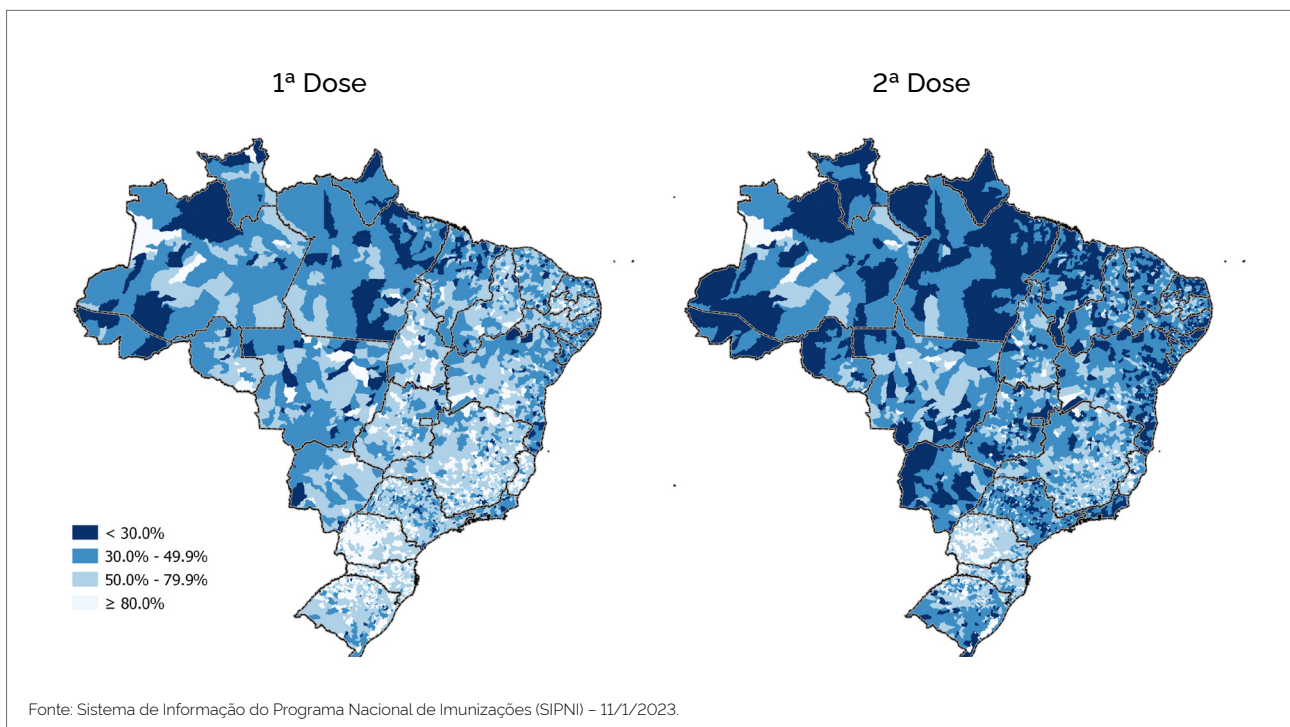 1ª Dose
2ª Dose
< 30.0%
30.0% - 49.9%
50.0% - 79.9%
≥ 80.0%
Fonte: Sistema de Informação do Programa Nacional de Imunizações (SIPNI) – 11/1/2023.